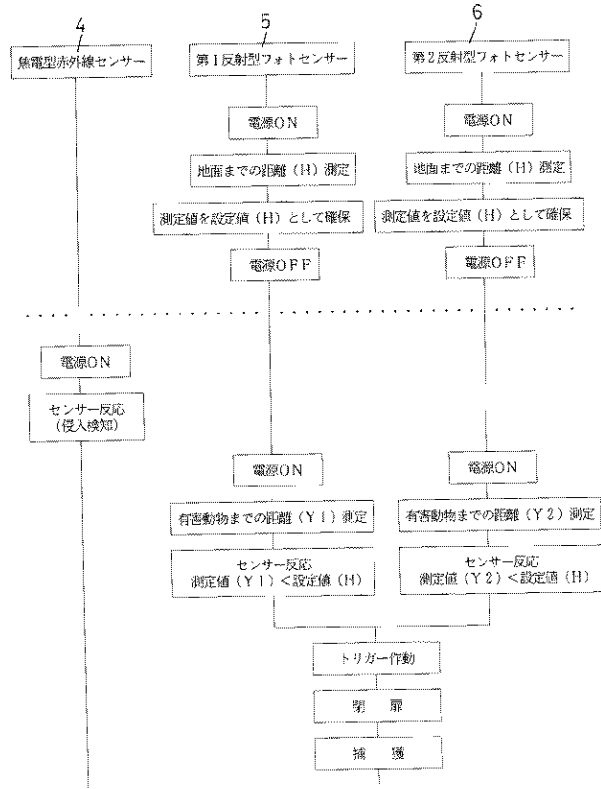 4
5
6
焦電型赤外線センサー
第1反射型フォトセンサー
第2反射型フォトセンサー
電源ON
電源ON
地面までの距離(H)測定
地面までの距離(H)測定
測定値を設定値(H)として確保
測定値を設定値(H)として確保
電源OFF
電源OFF
電源ON
センサー反応
(侵入検知)
電源ON
電源ON
有害動物までの距離(Y1)測定
有害動物までの距離(Y2)測定
センサー反応
測定値(Y1)<設定値(H)
センサー反応
測定値(Y2)<設定値(H)
トリガー作動
閉 扉
捕 獲